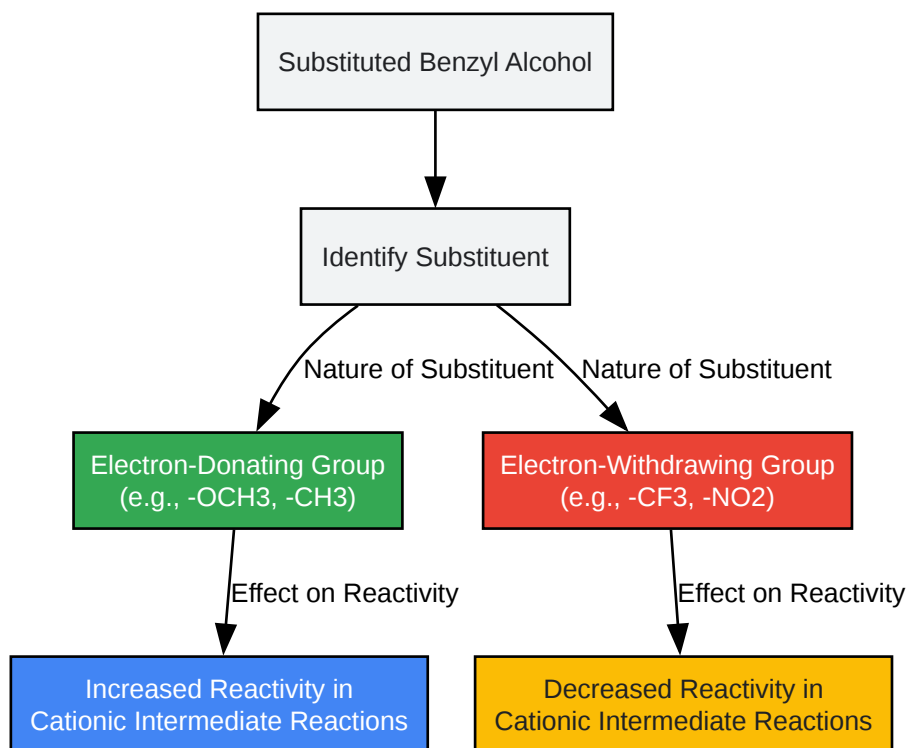 Substituted Benzyl Alcohol
Identify Substituent
Nature of Substituent
Nature of Substituent
Electron-Donating Group
(e.g., -OCH3, -CH3)
Electron-Withdrawing Group
(e.g., -CF3, -NO2)
Effect on Reactivity
Effect on Reactivity
Increased Reactivity in
Cationic Intermediate Reactions
Decreased Reactivity in
Cationic Intermediate Reactions